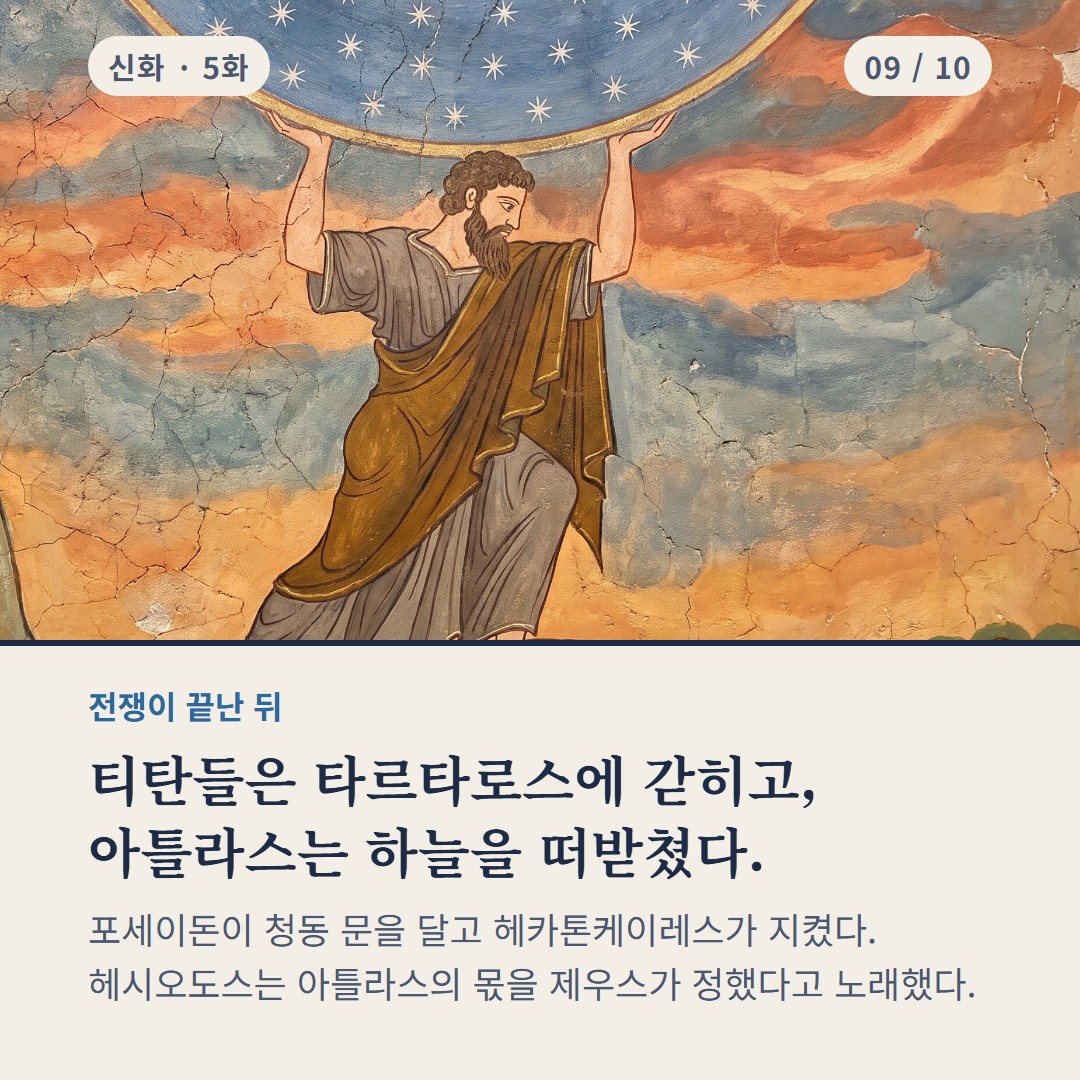 신화 · 5화
09 / 10
전쟁이 끝난 뒤
티탄들은 타르타로스에 갇히고,
아틀라스는 하늘을 떠받쳤다.
포세이돈이 청동 문을 달고 헤카톤케이레스가 지켰다.
헤시오도스는 아틀라스의 몫을 제우스가 정했다고 노래했다.